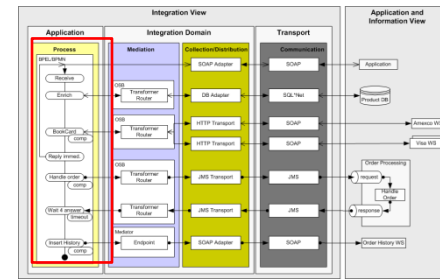 Integration View
Application and
Information View
Application
Integration Domain
Transport
Process
Mediation
Collection/Distribution
Communication
BPEL/BPMN
SOAP Adapter
SOAP
Application
Receive
OSB
Enrich
Transformer
Router
DB Adapter
SQL*Net
Product DB
OSB
HTTP Transport
SOAP
Amexco WS
BookCard
comp
Transformer
Router
HTTP Transport
SOAP
Visa WS
Reply immed.
OSB
Order Processing
Handle order
comp
Transformer
Router
JMS Transport
JMS
request
Handle
Order
Wait 4 answer
timeout
Transformer
Router
JMS Transport
JMS
response
Mediator
Insert History
comp
Endpoint
SOAP Adapter
SOAP
Order History WS